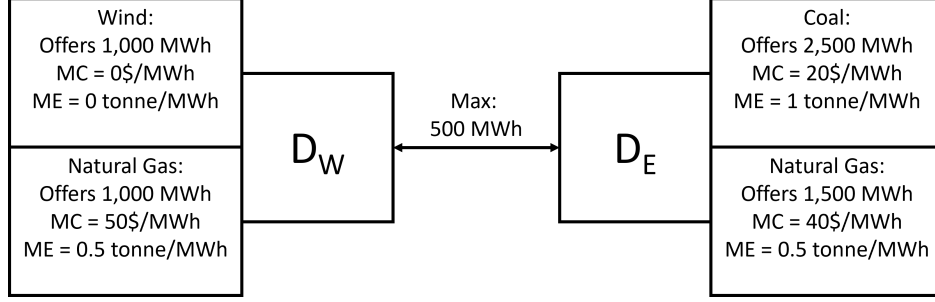 Wind:
Offers 1,000 MWh
MC = 0$/MWh
ME = 0 tonne/MWh
Natural Gas:
Offers 1,000 MWh
MC = 50$/MWh
ME = 0.5 tonne/MWh
D_W
Max:
500 MWh
D_E
Coal:
Offers 2,500 MWh
MC = 20$/MWh
ME = 1 tonne/MWh
Natural Gas:
Offers 1,500 MWh
MC = 40$/MWh
ME = 0.5 tonne/MWh